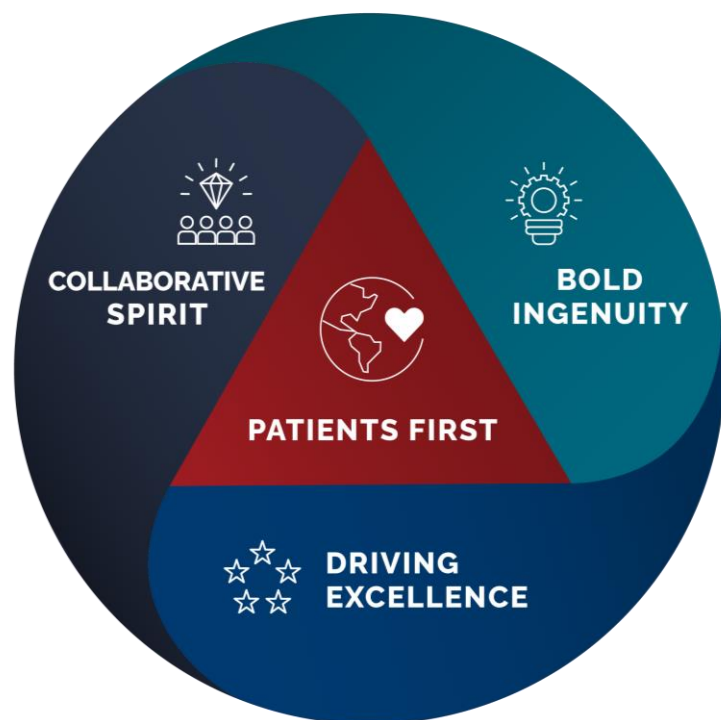 COLLABORATIVE
SPIRIT
BOLD
INGENUITY
PATIENTS FIRST
DRIVING
EXCELLENCE